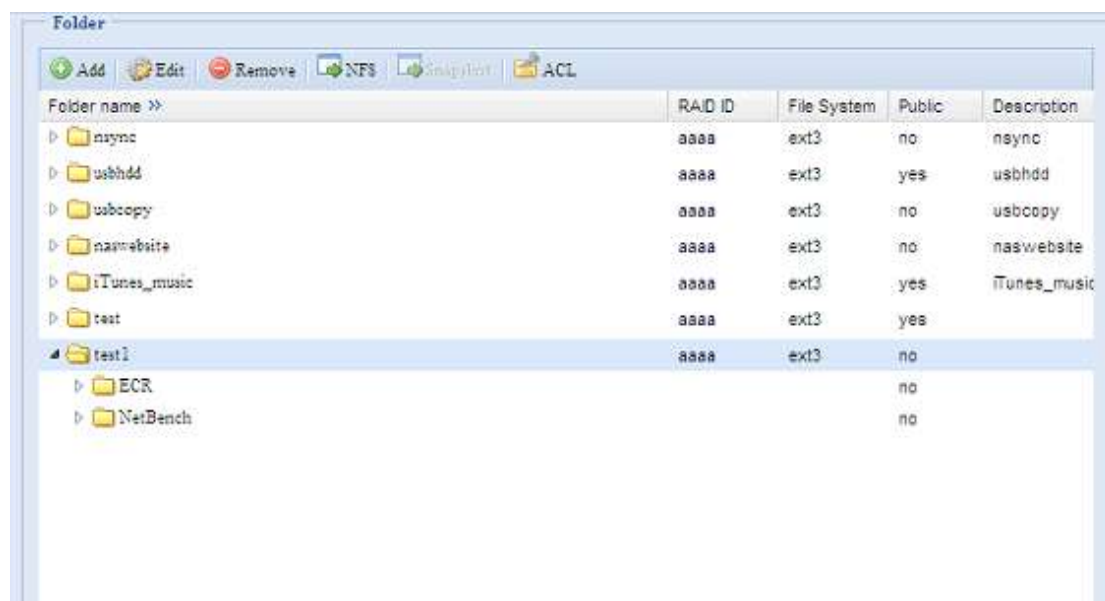 Folder
Add Edit Remove NFS Snapshot ACL
Folder name » RAID ID File System Public Description
nsync aaaa ext3 no nsync
usbhdd aaaa ext3 yes usbhdd
usbcopy aaaa ext3 no usbcopy
naswebsite aaaa ext3 no naswebsite
iTunes_music aaaa ext3 yes iTunes_music
test aaaa ext3 yes
test1 aaaa ext3 no
ECR no
NetBench no